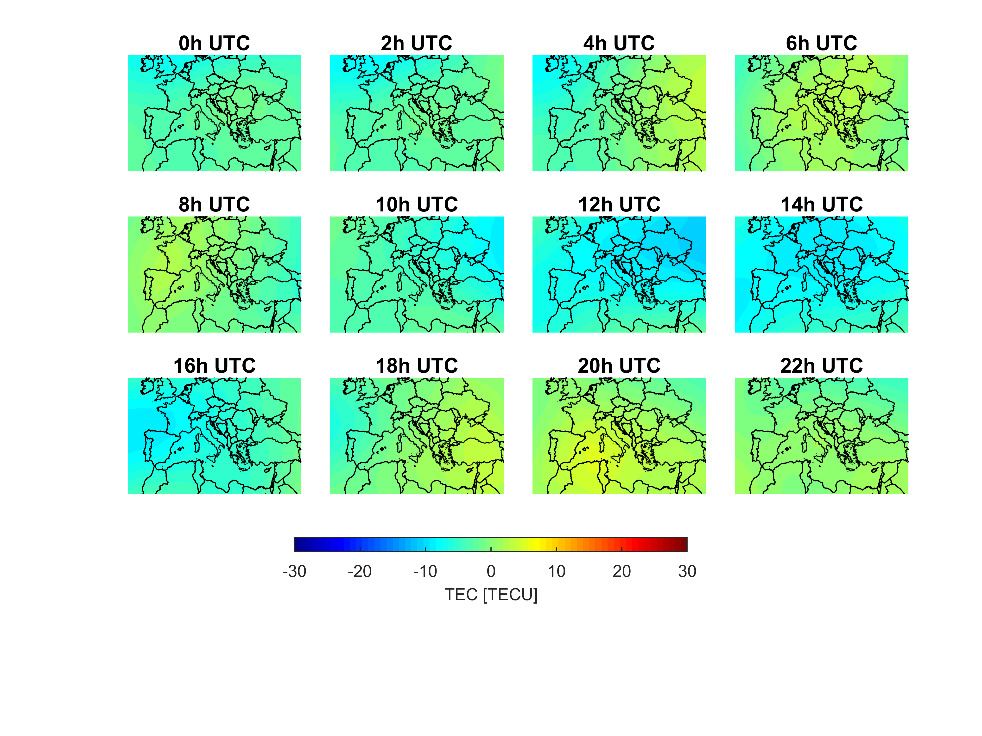 0h UTC 2h UTC 4h UTC 6h UTC
8h UTC 10h UTC 12h UTC 14h UTC
16h UTC 18h UTC 20h UTC 22h UTC
-30 -20 -10 0 10 20 30
TEC [TECU]